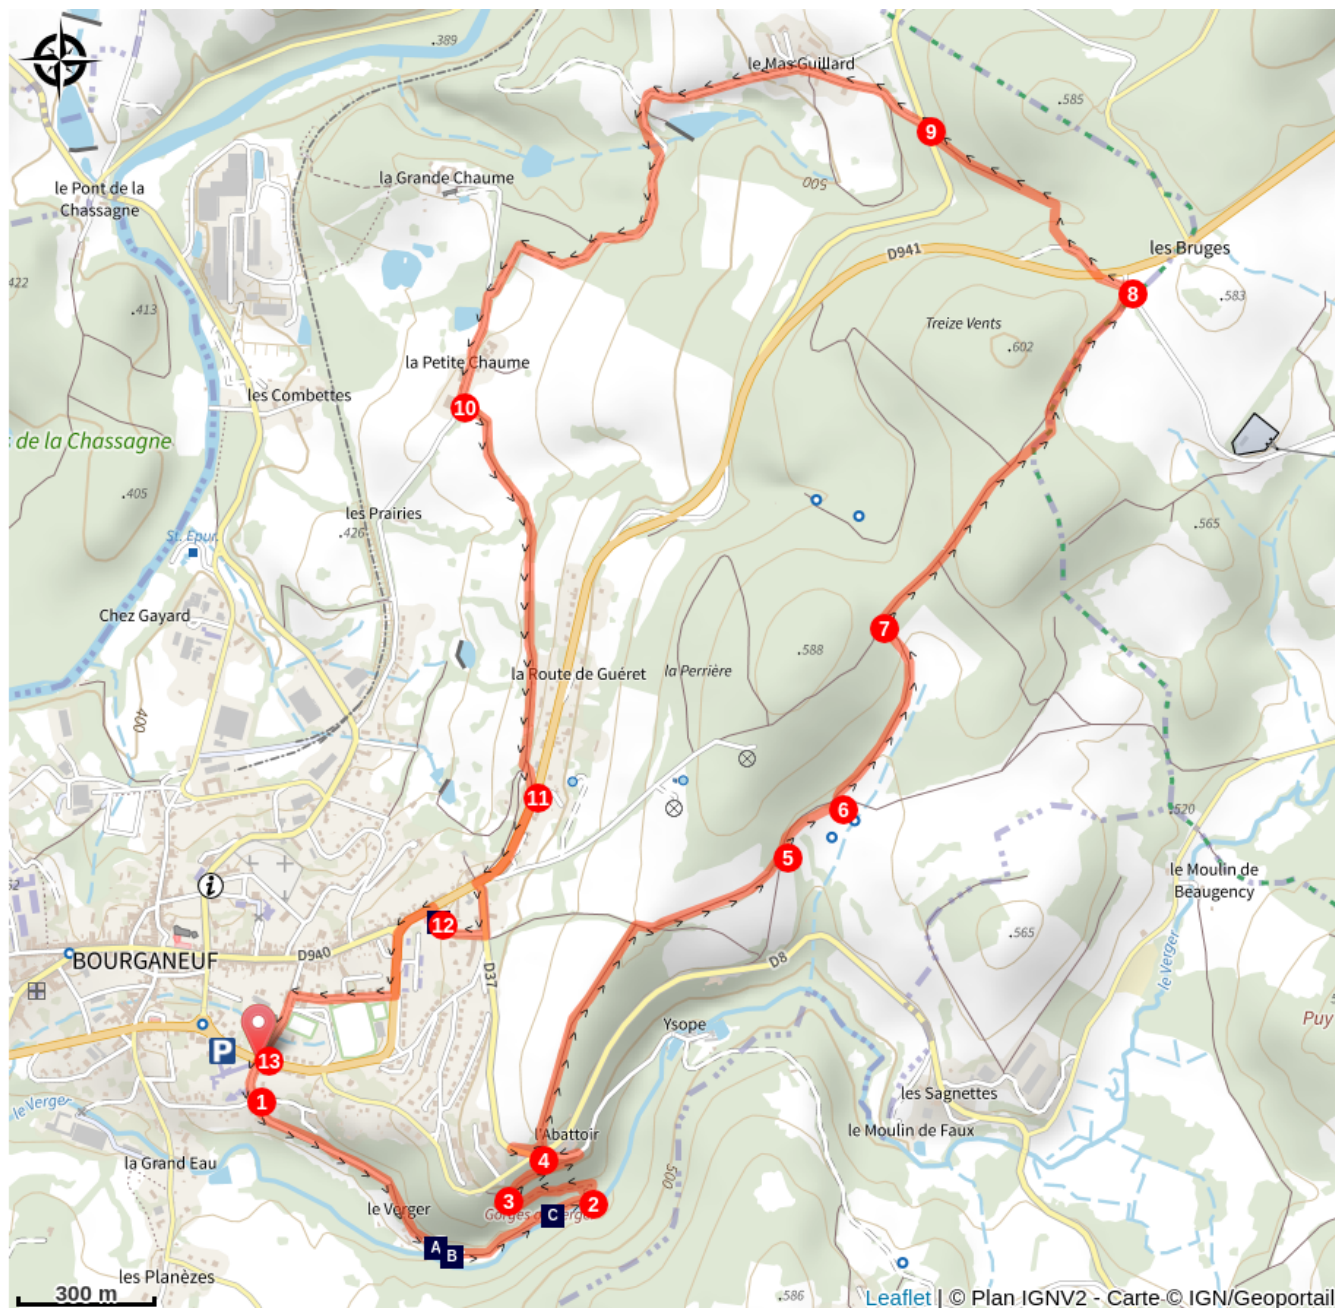 .389
le Mas Guillard
.585
9
le Pont de la
Chassagne
la Grande Chaume
500
D941
les Bruges
422
.413
8
.583
Treize Vents
.602
la Petite Chaume
les Combettes
10
de la Chassagne
.405
les Prairies
.426
.565
St. Epur.
Chez Gayard
7
la Route de Guéret
la Perrière
.588
400
11
6
.520
5
le Moulin de
Beaugency
12
.565
D940
BOURGANEUF
D37
D8
le Verger
Puy
Ysope
P
13
1
les Sagnettes
le Verger
l'Abattoir
le Moulin de Faux
la Grand Eau
4
500
3
2
le Verger
C
A
B
les Planèzes
300 m
.586
Leaflet | © Plan IGNV2 - Carte © IGN/Geoportail